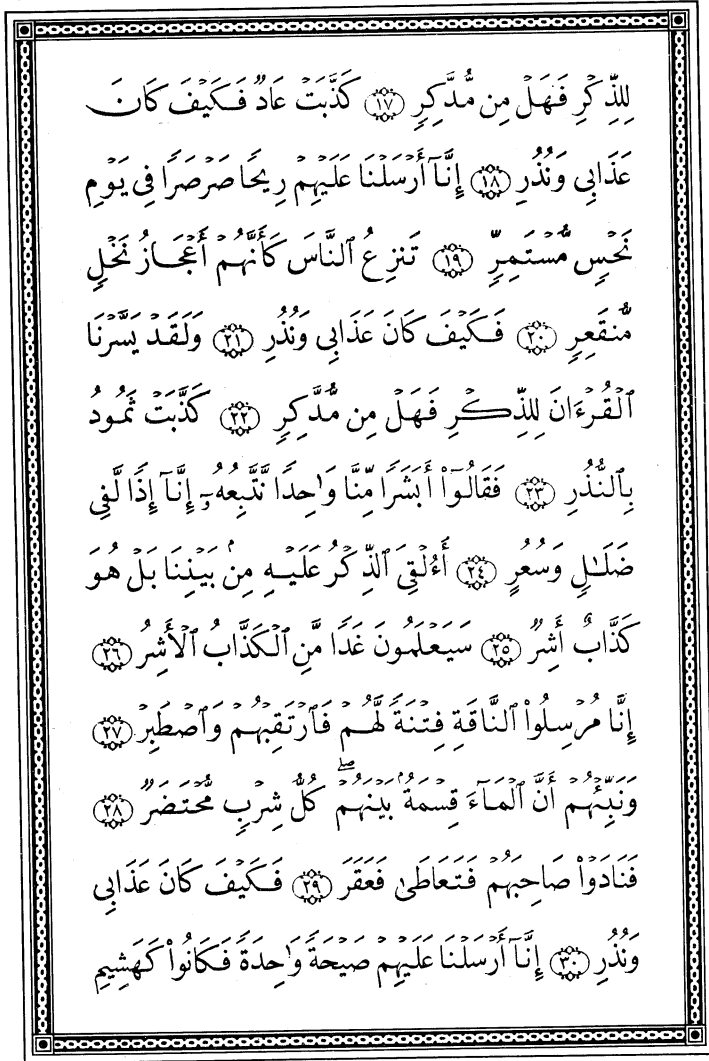 لِلذِّكْرِ فَهَلْ مِن مُّدَّكِرٍ ١٧ كَذَّبَتْ عَادٌ فَكَيْفَ كَانَ
عَذَابِى وَنُذُرِ ١٨ إِنَّآ أَرْسَلْنَا عَلَيْهِمْ رِيحًا صَرْصَرًا فِى يَوْمِ
نَحْسٍ مُّسْتَمِرٍّ ١٩ تَنزِعُ ٱلنَّاسَ كَأَنَّهُمْ أَعْجَازُ نَخْلٍ
مُّنقَعِرٍ ٢٠ فَكَيْفَ كَانَ عَذَابِى وَنُذُرِ ٢١ وَلَقَدْ يَسَّرْنَا
ٱلْقُرْءَانَ لِلذِّكْرِ فَهَلْ مِن مُّدَّكِرٍ ٢٢ كَذَّبَتْ ثَمُودُ
بِٱلنُّذُرِ ٢٣ فَقَالُوٓا۟ أَبَشَرًا مِّنَّا وَٰحِدًا نَّتَّبِعُهُۥٓ إِنَّآ إِذًا لَّفِى
ضَلَـٰلٍ وَسُعُرٍ ٢٤ أَءُلْقِىَ ٱلذِّكْرُ عَلَيْهِ مِنۢ بَيْنِنَا بَلْ هُوَ
كَذَّابٌ أَشِرٌ ٢٥ سَيَعْلَمُونَ غَدًا مَّنِ ٱلْكَذَّابُ ٱلْأَشِرُ ٢٦
إِنَّا مُرْسِلُوا۟ ٱلنَّاقَةِ فِتْنَةً لَّهُمْ فَٱرْتَقِبْهُمْ وَٱصْطَبِرْ ٢٧
وَنَبِّئْهُمْ أَنَّ ٱلْمَآءَ قِسْمَةٌۢ بَيْنَهُمْ ۖ كُلُّ شِرْبٍ مُّحْتَضَرٌ ٢٨
فَنَادَوْا۟ صَاحِبَهُمْ فَتَعَاطَىٰ فَعَقَرَ ٢٩ فَكَيْفَ كَانَ عَذَابِى
وَنُذُرِ ٣٠ إِنَّآ أَرْسَلْنَا عَلَيْهِمْ صَيْحَةً وَٰحِدَةً فَكَانُوا۟ كَهَشِيمِ